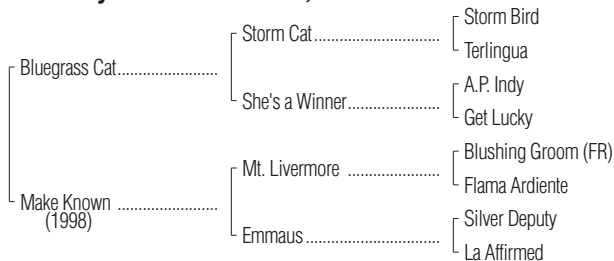 Storm Bird
Storm Cat
Terlingua
Bluegrass Cat
A.P. Indy
She's a Winner
Get Lucky
Blushing Groom (FR)
Mt. Livermore
Flama Ardiente
Make Known
(1998)
Silver Deputy
Emmaus
La Affirmed